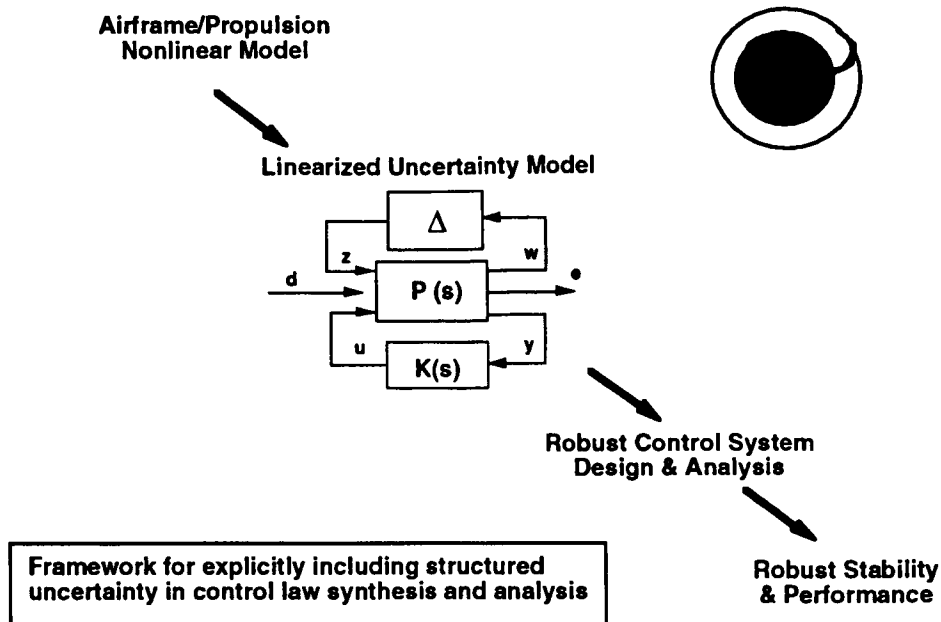 Airframe/Propulsion
Nonlinear Model
Linearized Uncertainty Model
Δ
z
w
d
P (s)
e
u
y
K(s)
Robust Control System
Design & Analysis
Framework for explicitly including structured
uncertainty in control law synthesis and analysis
Robust Stability
& Performance